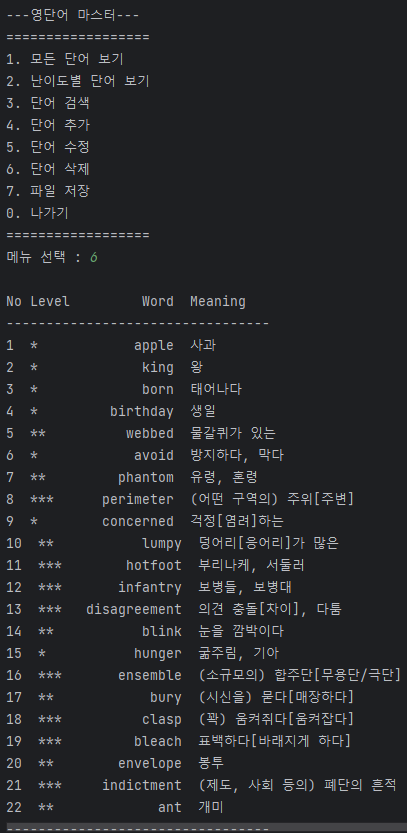 ---영단어 마스터---
==================
1. 모든 단어 보기
2. 난이도별 단어 보기
3. 단어 검색
4. 단어 추가
5. 단어 수정
6. 단어 삭제
7. 파일 저장
0. 나가기
==================
메뉴 선택 : 6
No Level Word Meaning
---------------------------------
1 * apple 사과
2 * king 왕
3 * born 태어나다
4 * birthday 생일
5 ** webbed 물갈퀴가 있는
6 * avoid 방지하다, 막다
7 ** phantom 유령, 혼령
8 *** perimeter (어떤 구역의) 주위[주변]
9 * concerned 걱정[염려]하는
10 ** lumpy 덩어리[응어리]가 많은
11 *** hotfoot 부리나케, 서둘러
12 *** infantry 보병들, 보병대
13 *** disagreement 의견 충돌[차이], 다툼
14 ** blink 눈을 깜박이다
15 * hunger 굶주림, 기아
16 *** ensemble (소규모의) 합주단[무용단/극단]
17 ** bury (시신을) 묻다[매장하다]
18 *** clasp (꽉) 움켜쥐다[움켜잡다]
19 *** bleach 표백하다[바래지게 하다]
20 ** envelope 봉투
21 *** indictment (제도, 사회 등의) 폐단의 흔적
22 ** ant 개미
---------------------------------